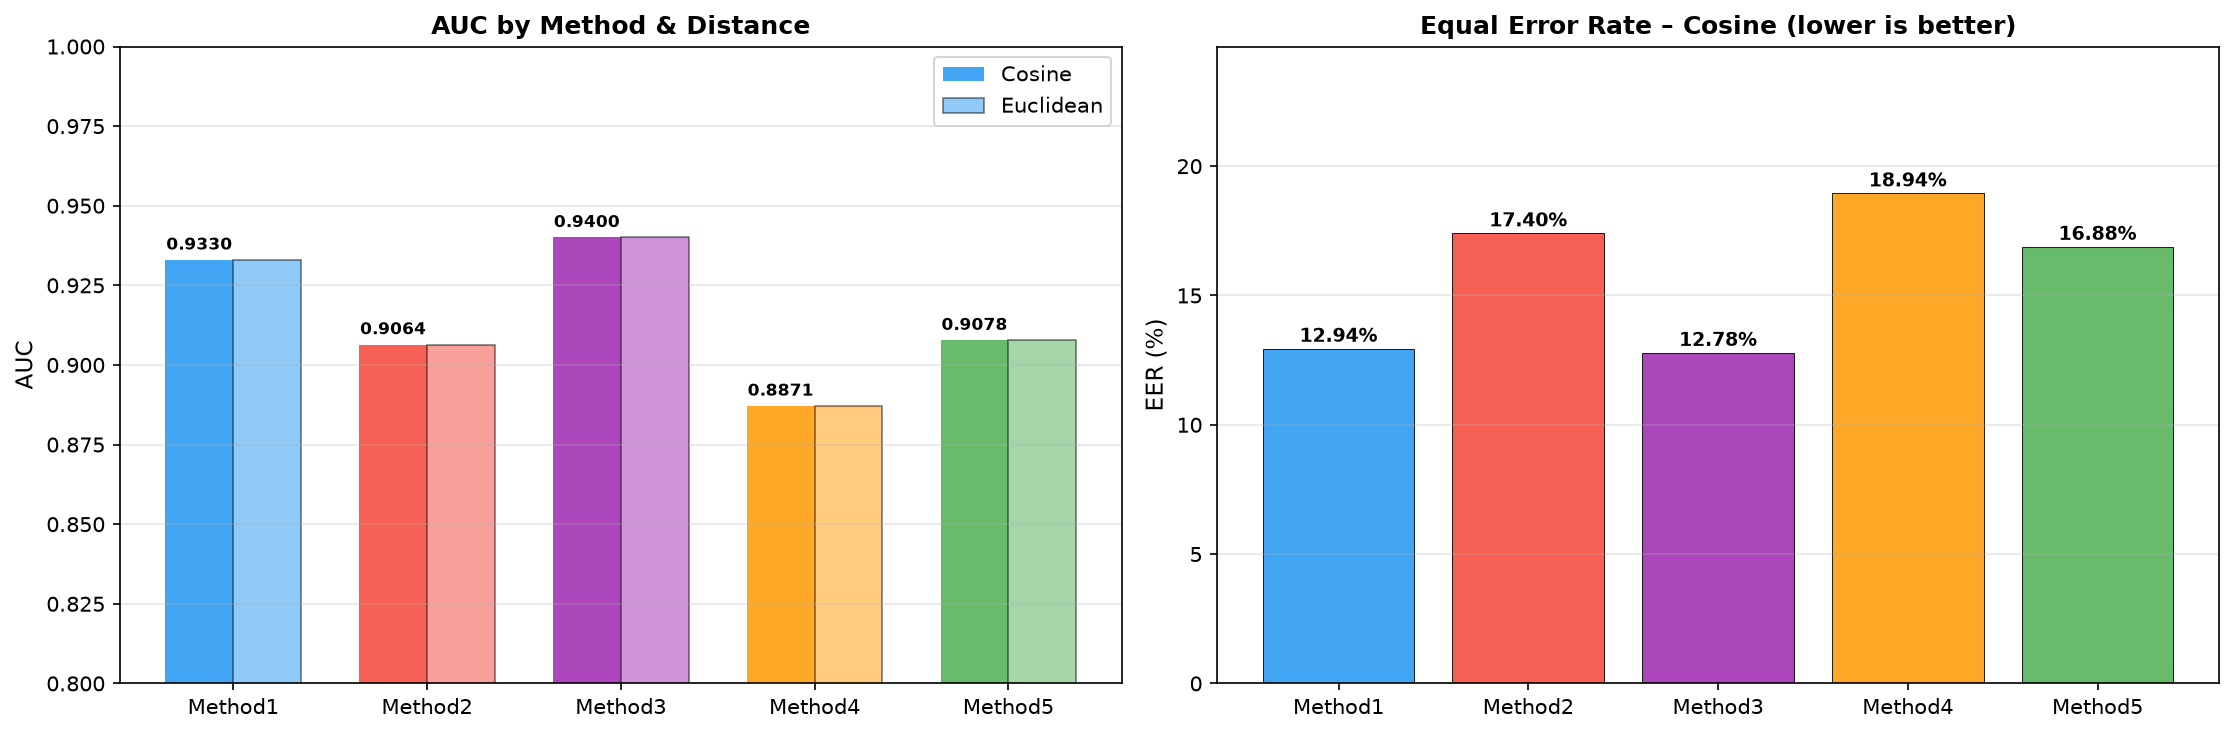 AUC by Method & Distance
1.000
0.975
0.950
0.925
0.900
0.875
0.850
0.825
0.800
AUC
Cosine
Euclidean
0.9330
0.9064
0.9400
0.8871
0.9078
Method1
Method2
Method3
Method4
Method5
Equal Error Rate – Cosine (lower is better)
20
15
10
5
0
EER (%)
12.94%
17.40%
12.78%
18.94%
16.88%
Method1
Method2
Method3
Method4
Method5